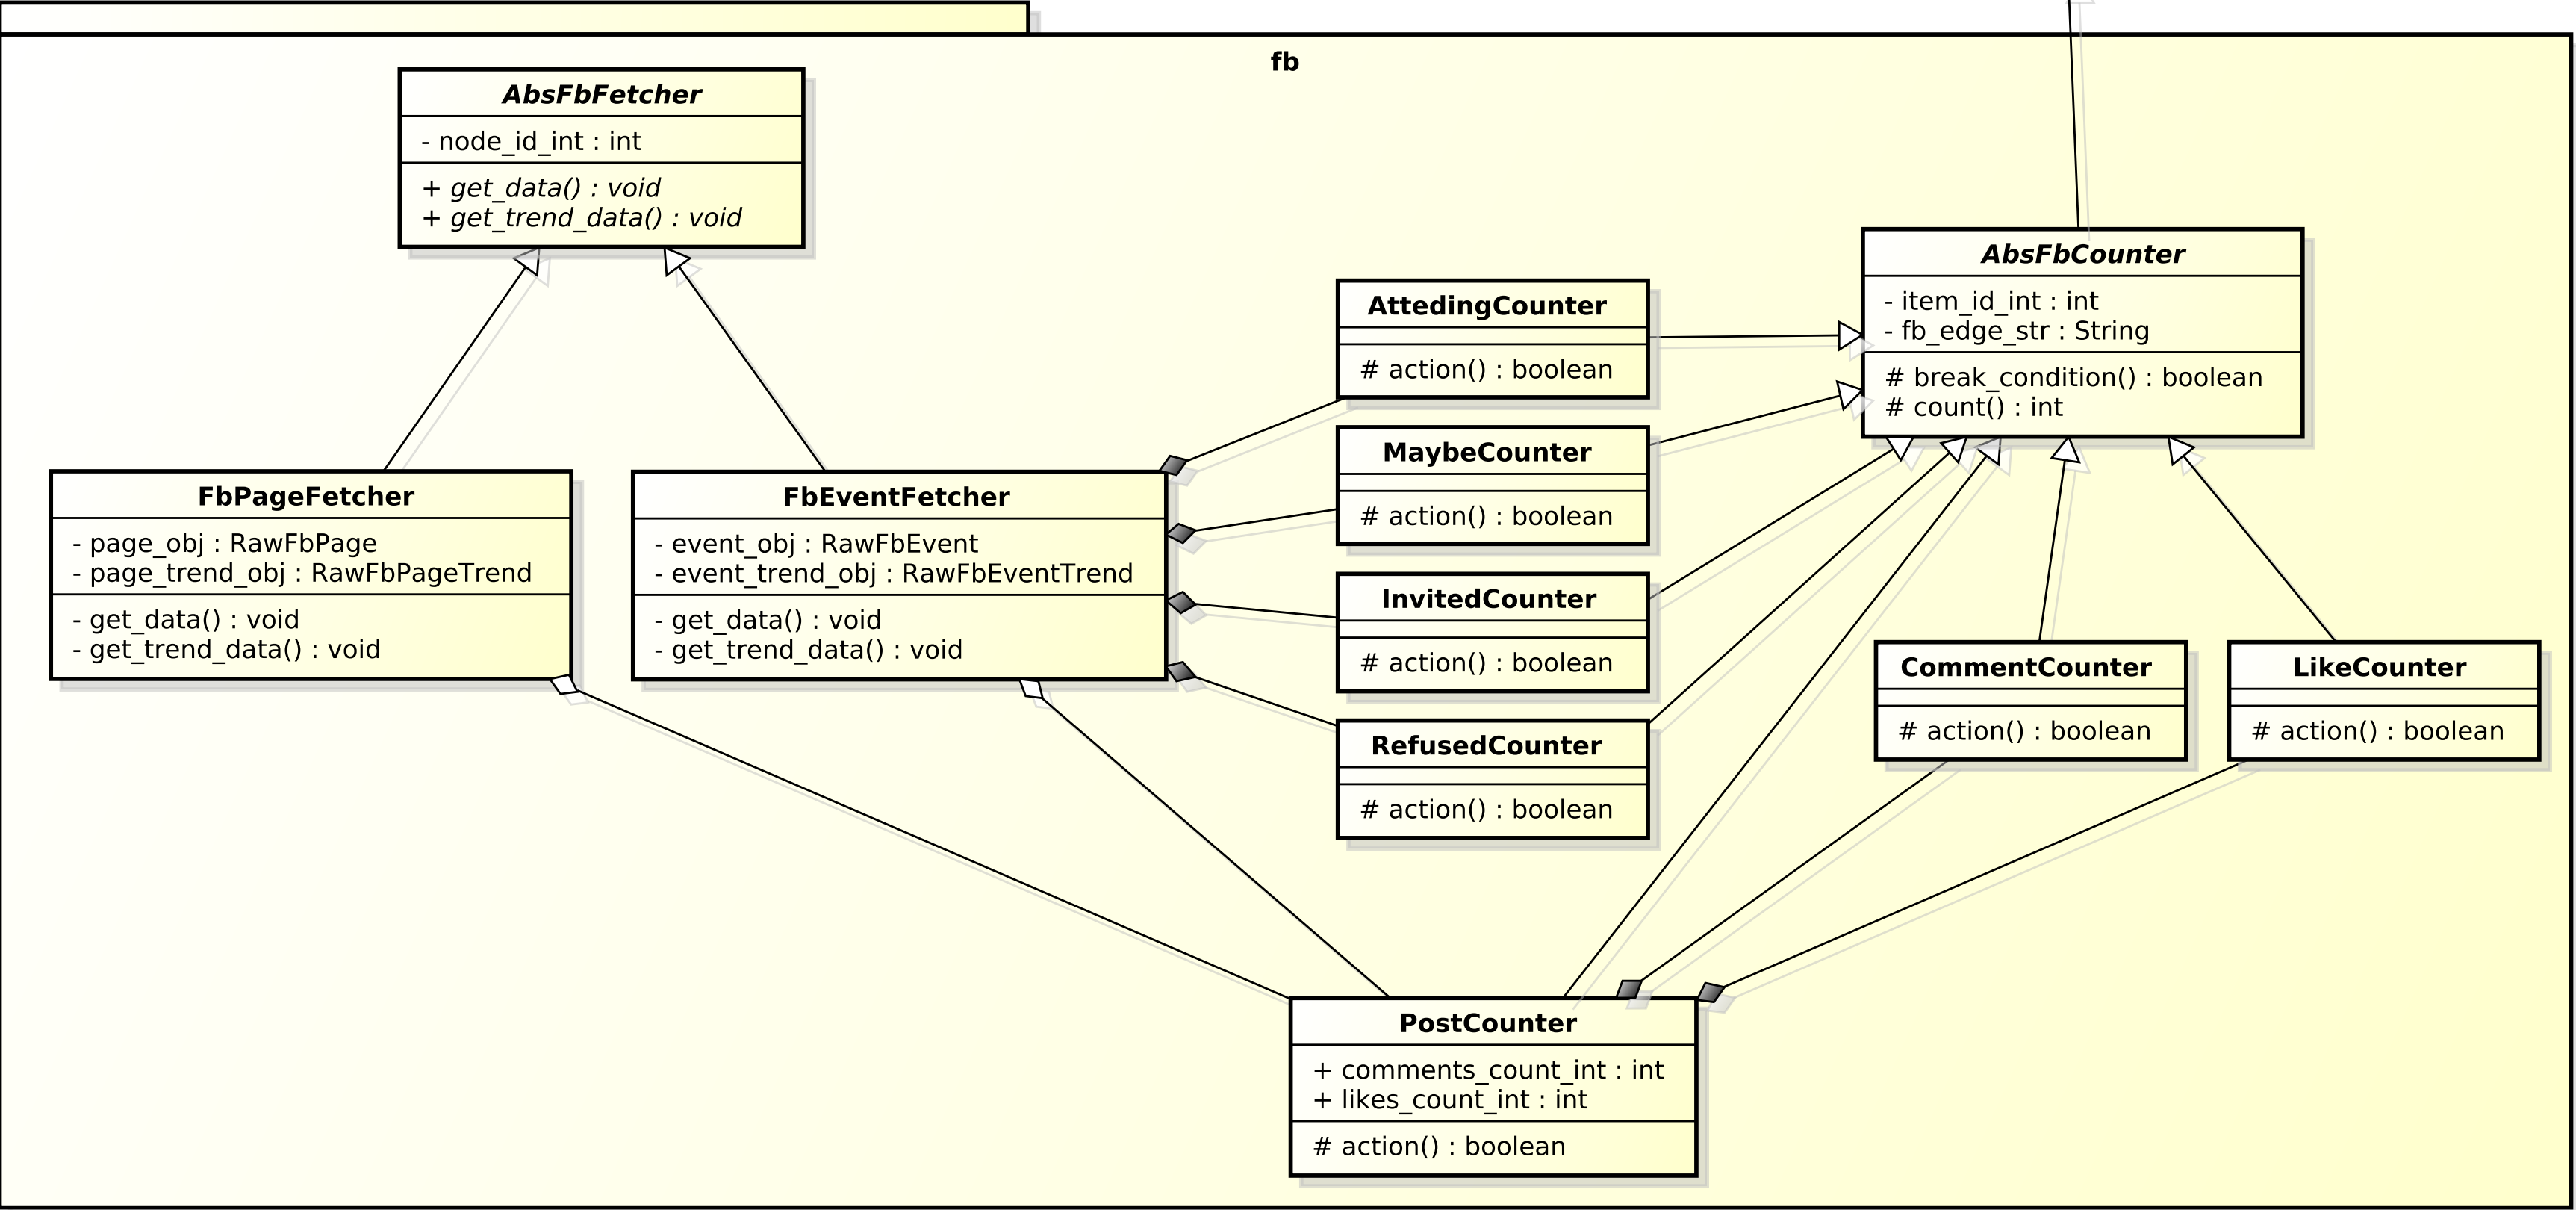 fb
AbsFbFetcher
- node_id_int : int
+ get_data() : void
+ get_trend_data() : void
AbsFbCounter
- item_id_int : int
- fb_edge_str : String
# break_condition() : boolean
# count() : int
AttedingCounter
# action() : boolean
MaybeCounter
# action() : boolean
InvitedCounter
# action() : boolean
RefusedCounter
# action() : boolean
FbPageFetcher
- page_obj : RawFbPage
- page_trend_obj : RawFbPageTrend
- get_data() : void
- get_trend_data() : void
FbEventFetcher
- event_obj : RawFbEvent
- event_trend_obj : RawFbEventTrend
- get_data() : void
- get_trend_data() : void
CommentCounter
# action() : boolean
LikeCounter
# action() : boolean
PostCounter
+ comments_count_int : int
+ likes_count_int : int
# action() : boolean